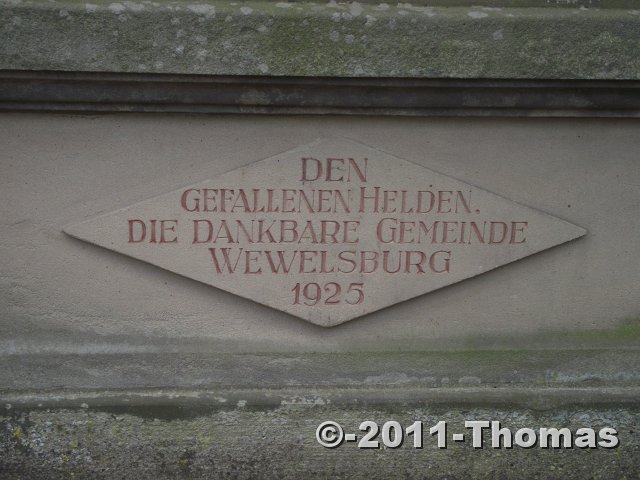 DEN
GEFALLENEN HELDEN.
DIE DANKBARE GEMEINDE
WEWELSBURG
1925
©-2011-Thomas